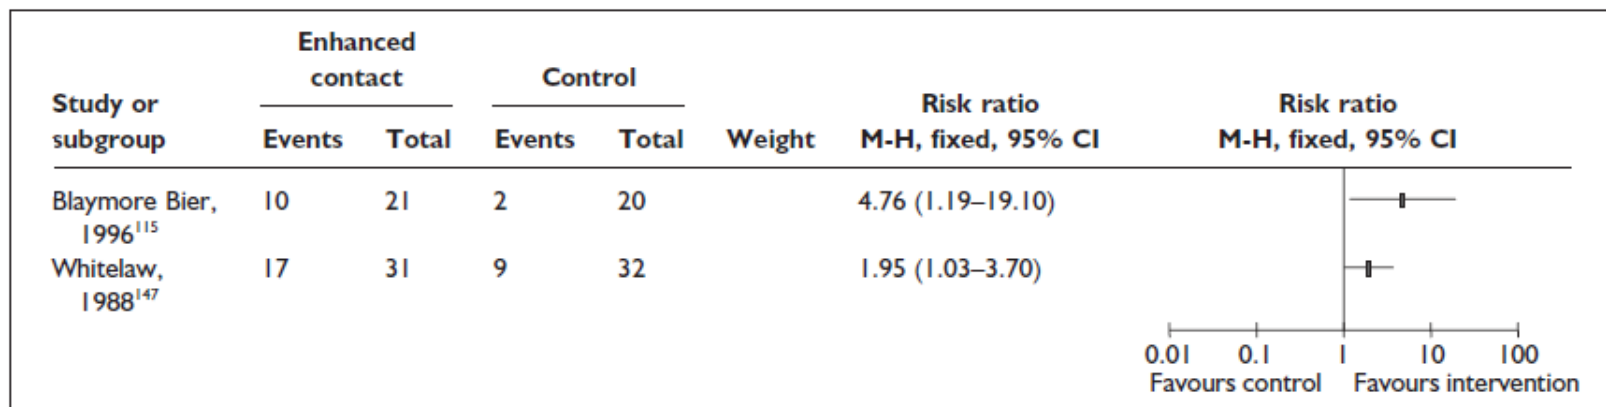 Enhanced
contact Control
Study or Risk ratio Risk ratio
subgroup Events Total Events Total Weight M-H, fixed, 95% CI M-H, fixed, 95% CI
Blaymore Bier, 10 21 2 20 4.76 (1.19–19.10)
1996¹¹⁵
Whitelaw, 17 31 9 32 1.95 (1.03–3.70)
1988¹⁴⁷
0.01 0.1 1 10 100
Favours control Favours intervention